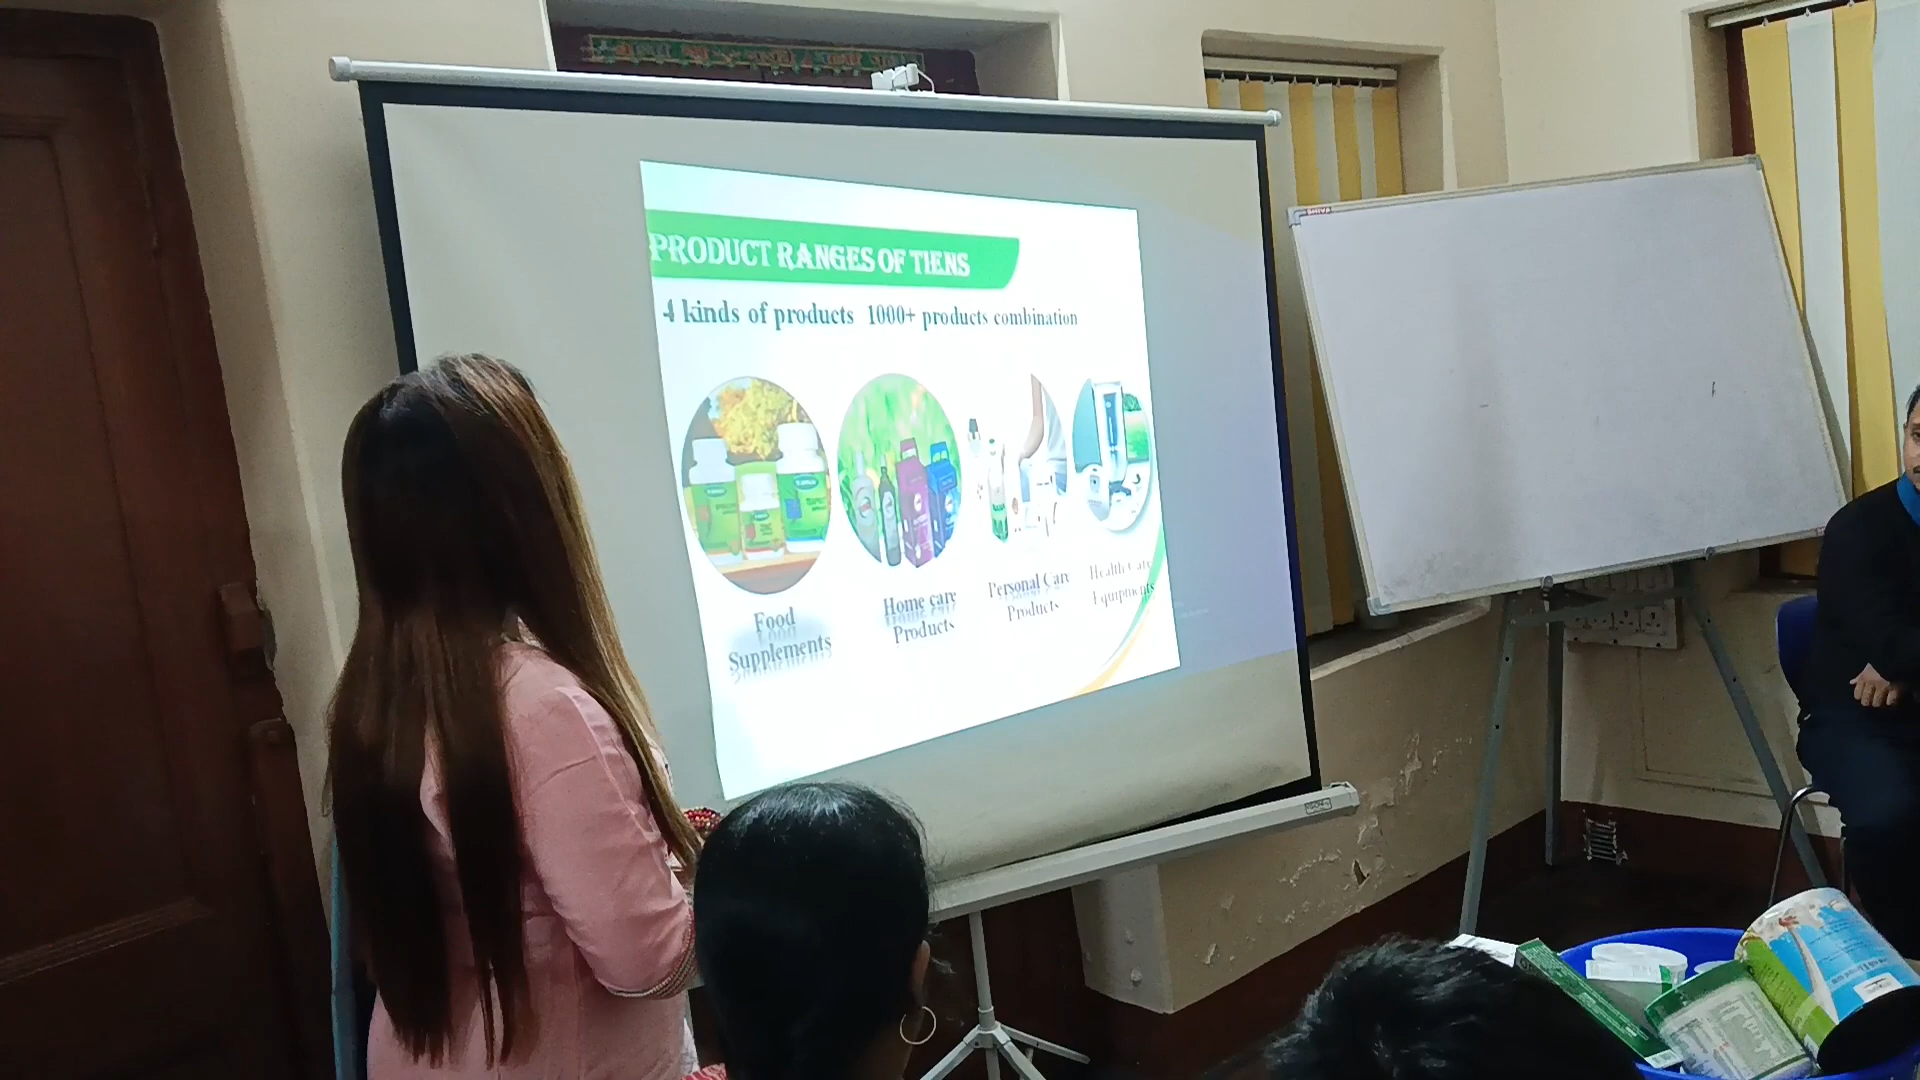 PRODUCT RANGES OF TIENS
4 kinds of products 1000+ products combination
Food
Supplements
Home care
Products
Personal Care
Products
Health Care
Equipments